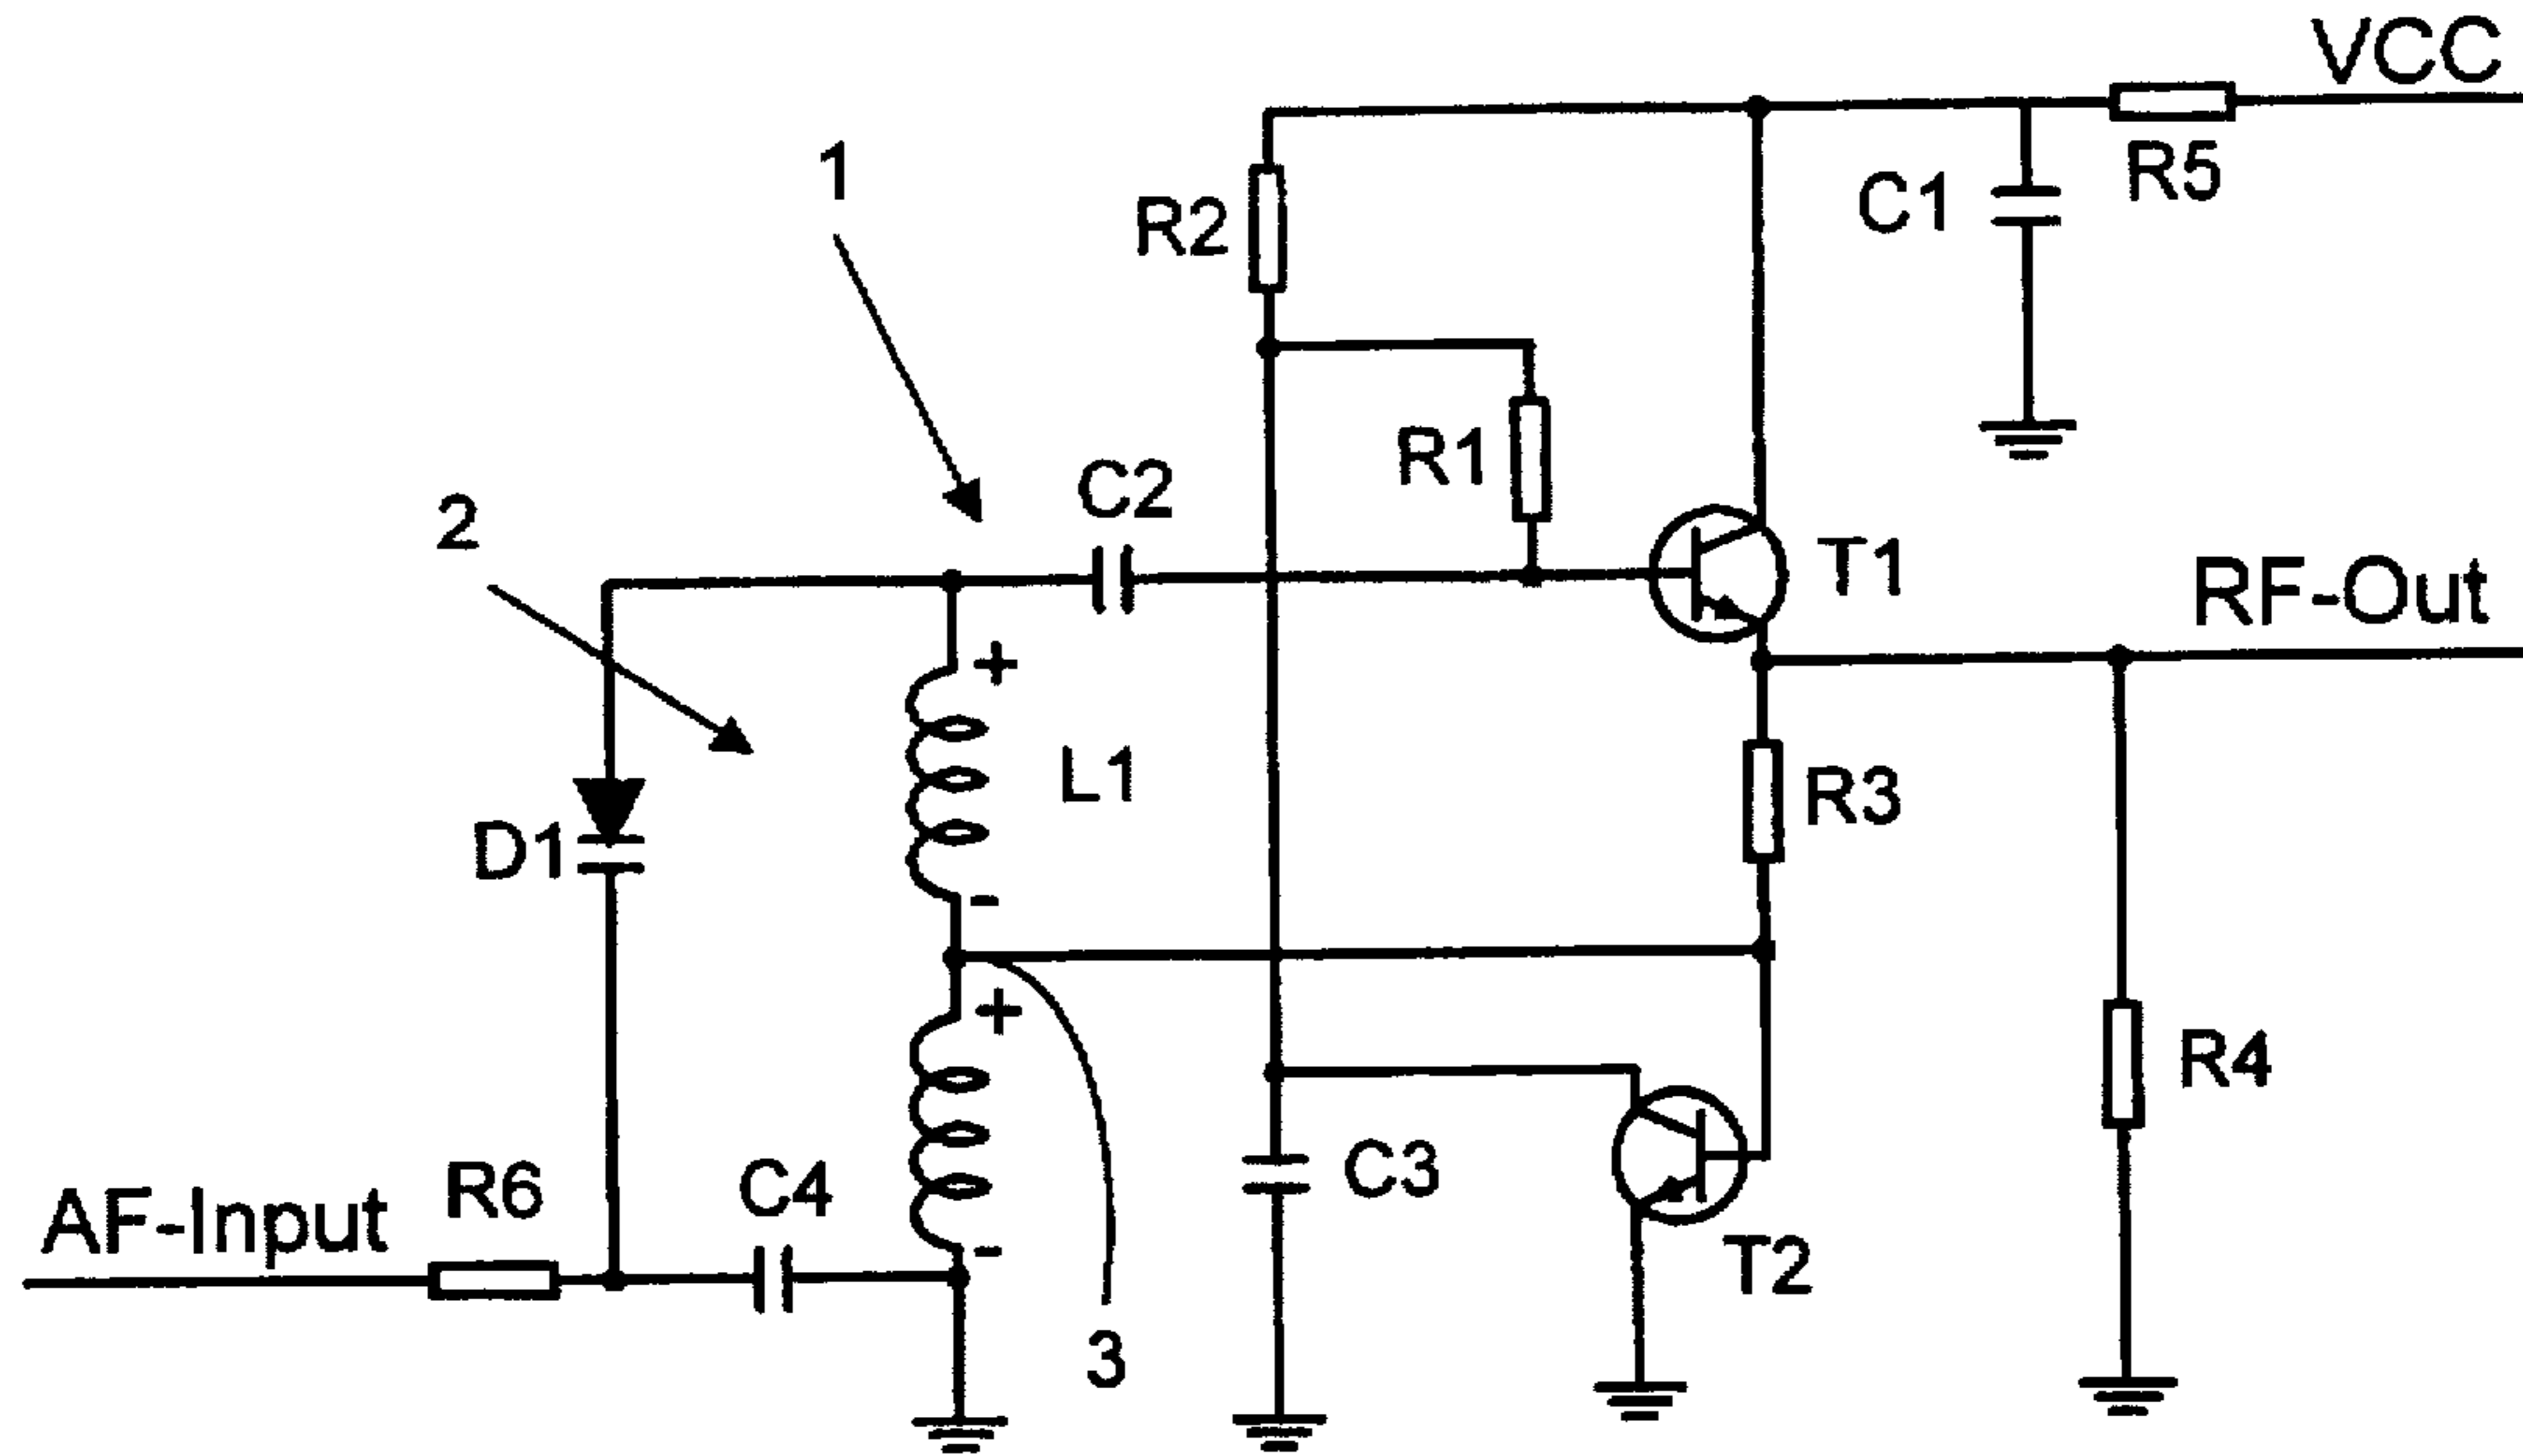 VCC
R5
C1
1
R2
R1
C2
2
T1
RF-Out
+
L1
R3
D1
-
+
R4
C3
R6
C4
AF-Input
-
T2
3